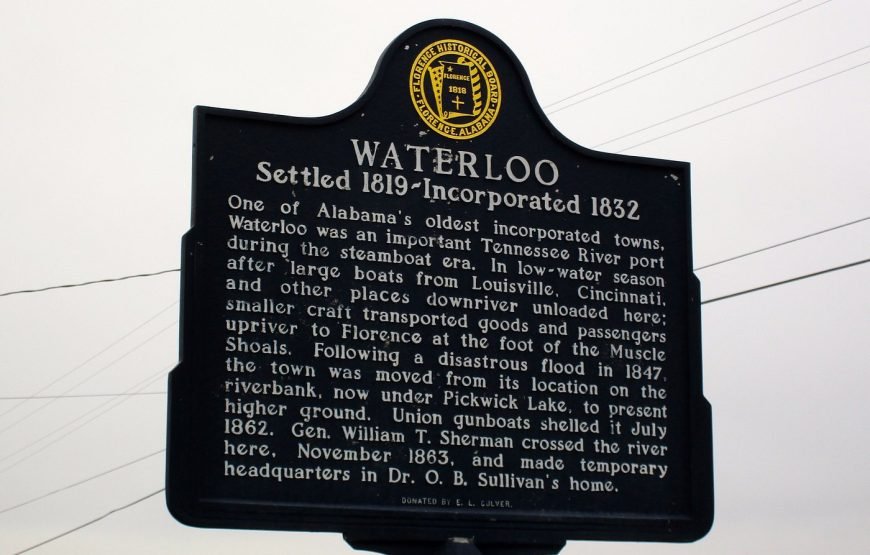 FLORENCE HISTORICAL BOARD
FLORENCE
1818
FLORENCE, ALABAMA
WATERLOO
Settled 1819~Incorporated 1832
One of Alabama's oldest incorporated towns,
Waterloo was an important Tennessee River port
during the steamboat era. In low-water season
after large boats from Louisville, Cincinnati,
and other places downriver unloaded here;
smaller craft transported goods and passengers
upriver to Florence at the foot of the Muscle
Shoals. Following a disastrous flood in 1847,
the town was moved from its location on the
riverbank, now under Pickwick Lake, to present
higher ground. Union gunboats shelled it July
1862. Gen. William T. Sherman crossed the river
here, November 1863, and made temporary
headquarters in Dr. O. B. Sullivan's home.
DONATED BY E. L. CULVER.